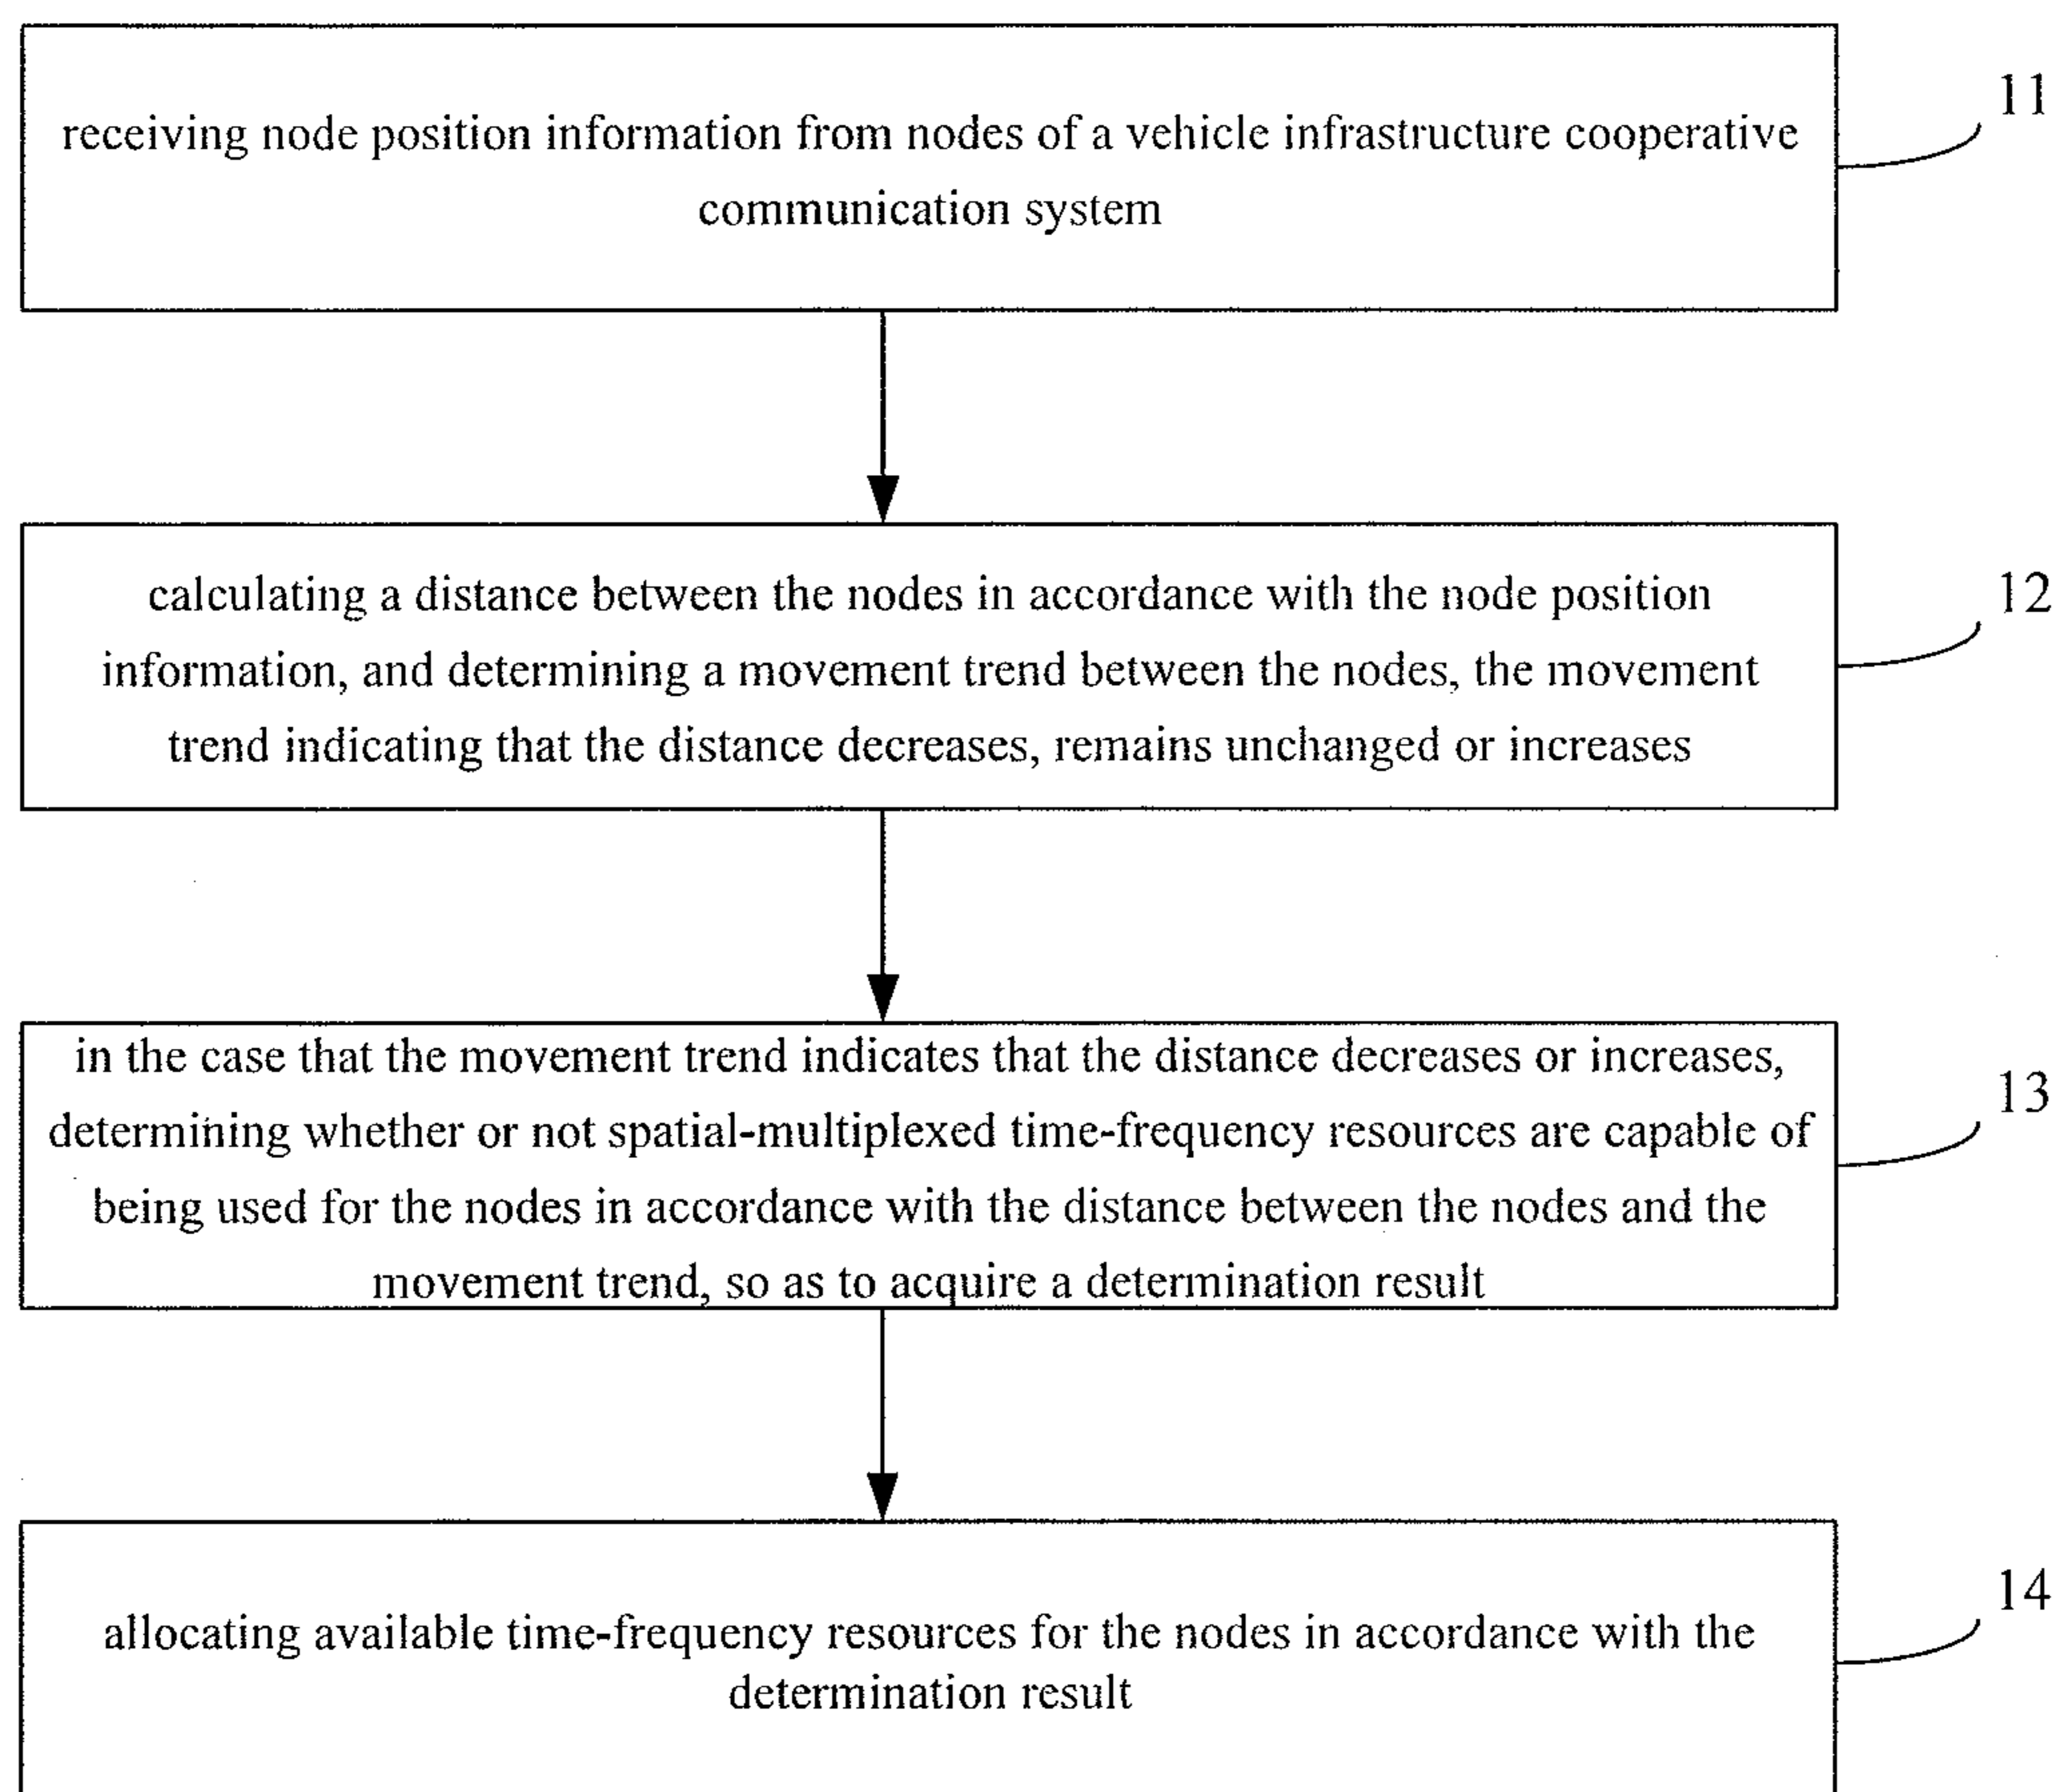 receiving node position information from nodes of a vehicle infrastructure cooperative
communication system
11
calculating a distance between the nodes in accordance with the node position
information, and determining a movement trend between the nodes, the movement
trend indicating that the distance decreases, remains unchanged or increases
12
in the case that the movement trend indicates that the distance decreases or increases,
determining whether or not spatial-multiplexed time-frequency resources are capable of
being used for the nodes in accordance with the distance between the nodes and the
movement trend, so as to acquire a determination result
13
allocating available time-frequency resources for the nodes in accordance with the
determination result
14